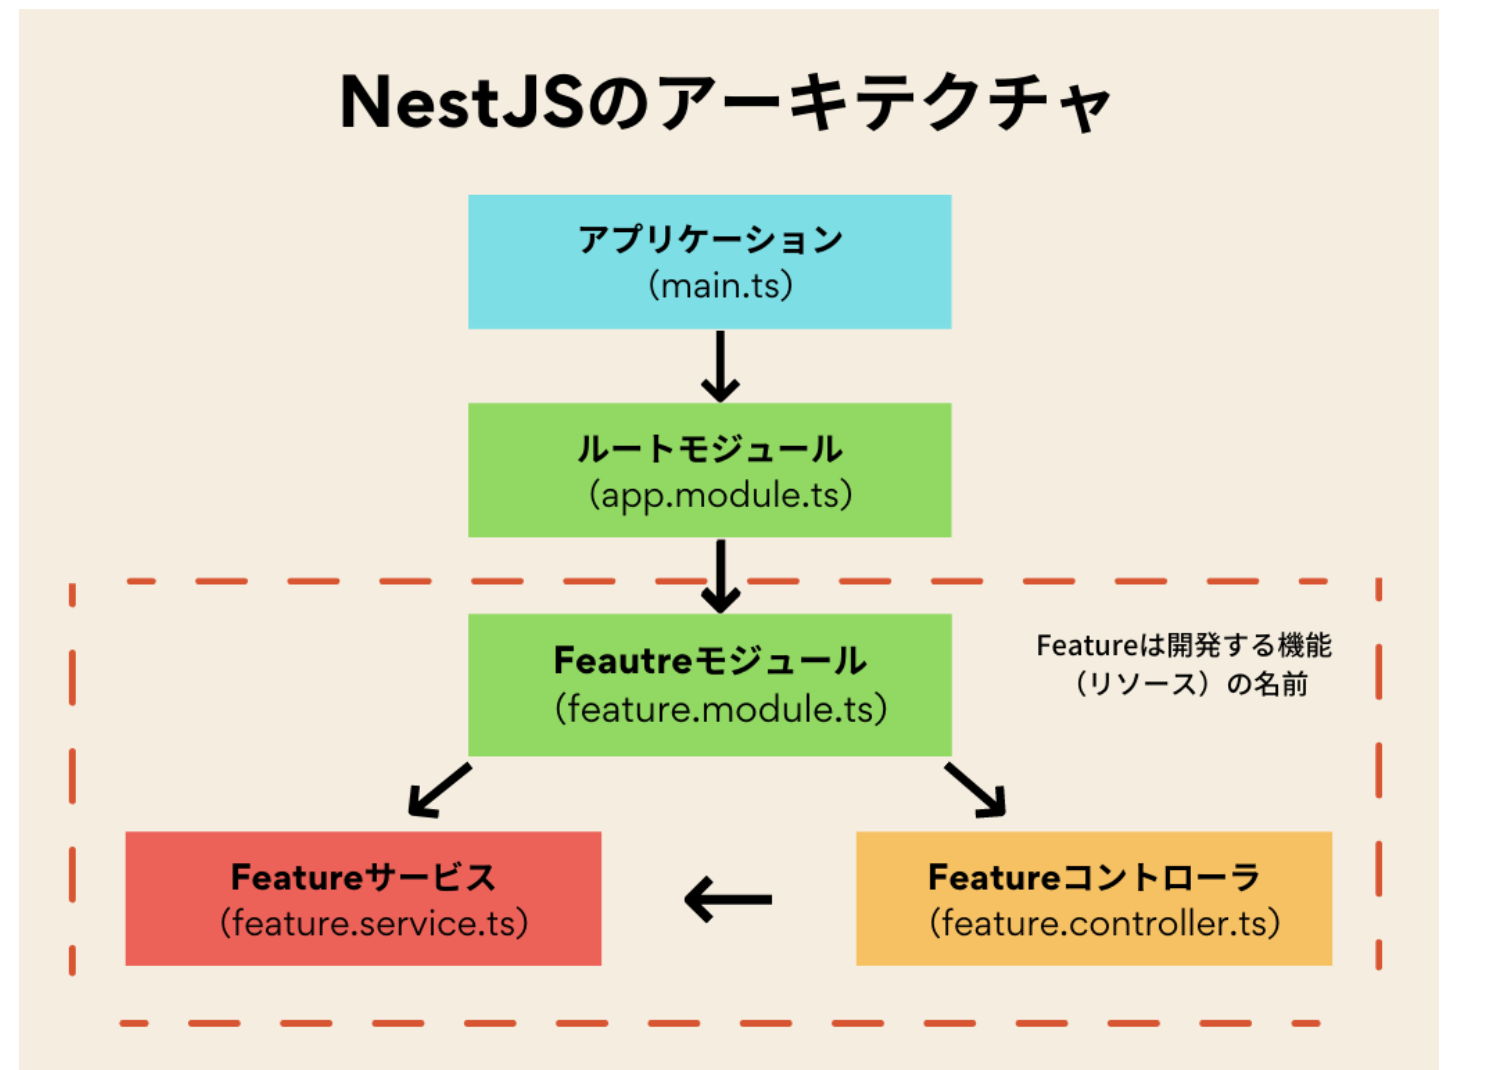 NestJSのアーキテクチャ
アプリケーション
（main.ts）
ルートモジュール
（app.module.ts）
Feautreモジュール
（feature.module.ts）
Featureは開発する機能
（リソース）の名前
Featureサービス
（feature.service.ts）
Featureコントローラ
（feature.controller.ts）